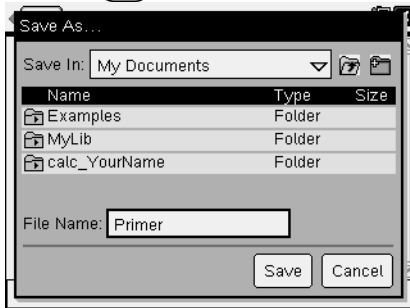 Save As...
Save In: My Documents
Name Type Size
Examples Folder
MyLib Folder
calc_YourName Folder
File Name: Primer
Save Cancel